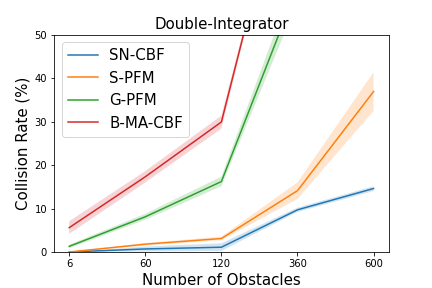 Double-Integrator
Collision Rate (%)
50
40
30
20
10
0
SN-CBF
S-PFM
G-PFM
B-MA-CBF
6 60 120 360 600
Number of Obstacles